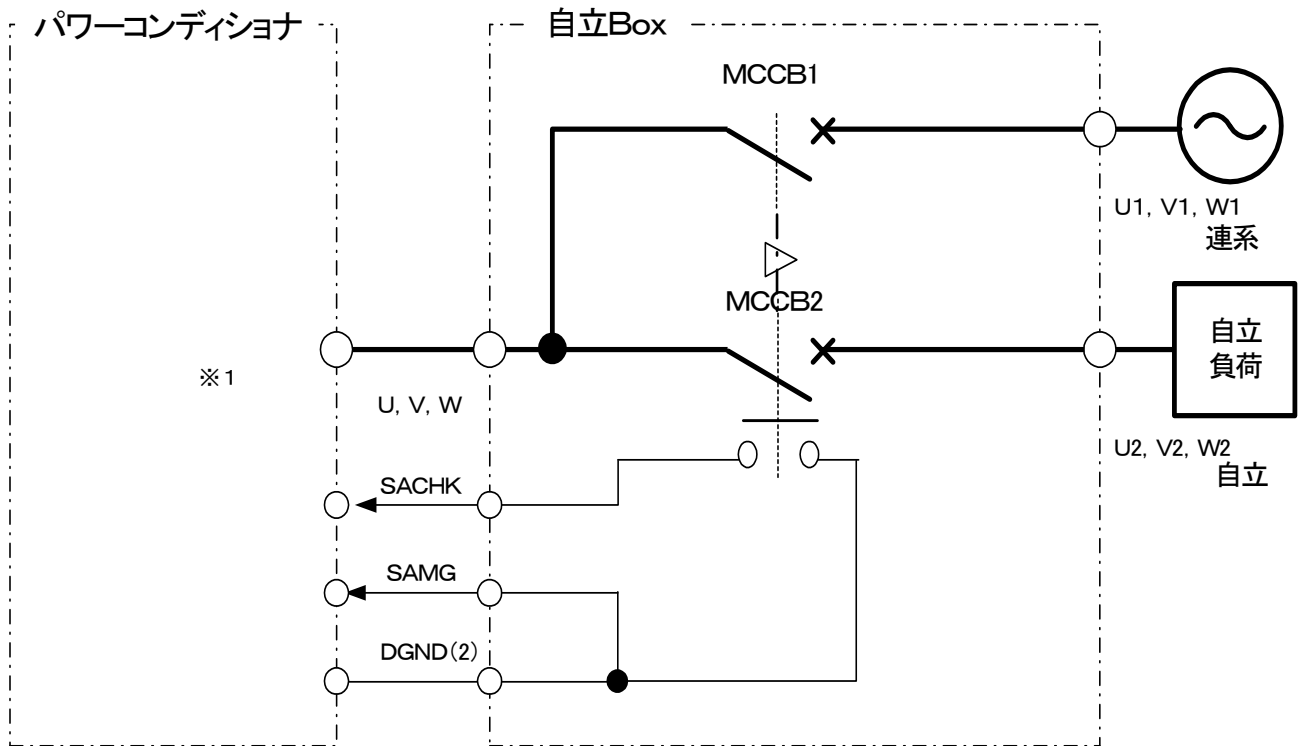 パワーコンディショナ
自立Box
MCCB1
U1, V1, W1
連系
MCCB2
自立
負荷
※1
U, V, W
U2, V2, W2
自立
SACHK
SAMG
DGND(2)